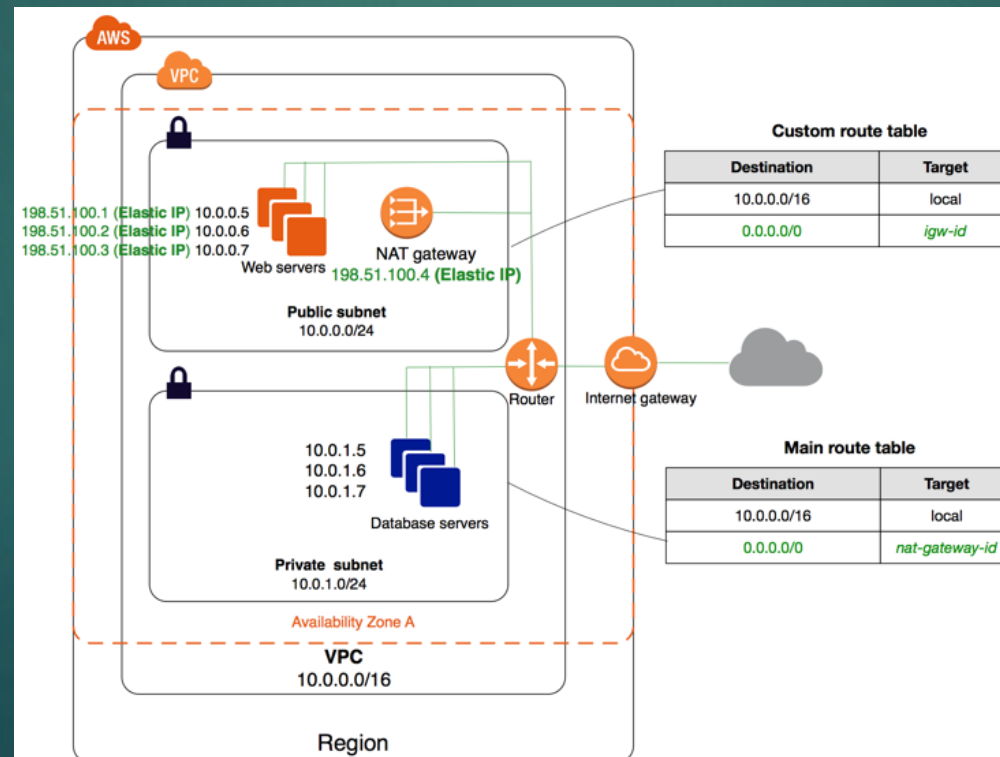 AWS
VPC
198.51.100.1 (Elastic IP) 10.0.0.5
198.51.100.2 (Elastic IP) 10.0.0.6
198.51.100.3 (Elastic IP) 10.0.0.7
Web servers
NAT gateway
198.51.100.4 (Elastic IP)
Public subnet
10.0.0.0/24
Router
Internet gateway
10.0.1.5
10.0.1.6
10.0.1.7
Database servers
Private subnet
10.0.1.0/24
Availability Zone A
VPC
10.0.0.0/16
Region
Custom route table
Destination Target
10.0.0.0/16 local
0.0.0.0/0 igw-id
Main route table
Destination Target
10.0.0.0/16 local
0.0.0.0/0 nat-gateway-id